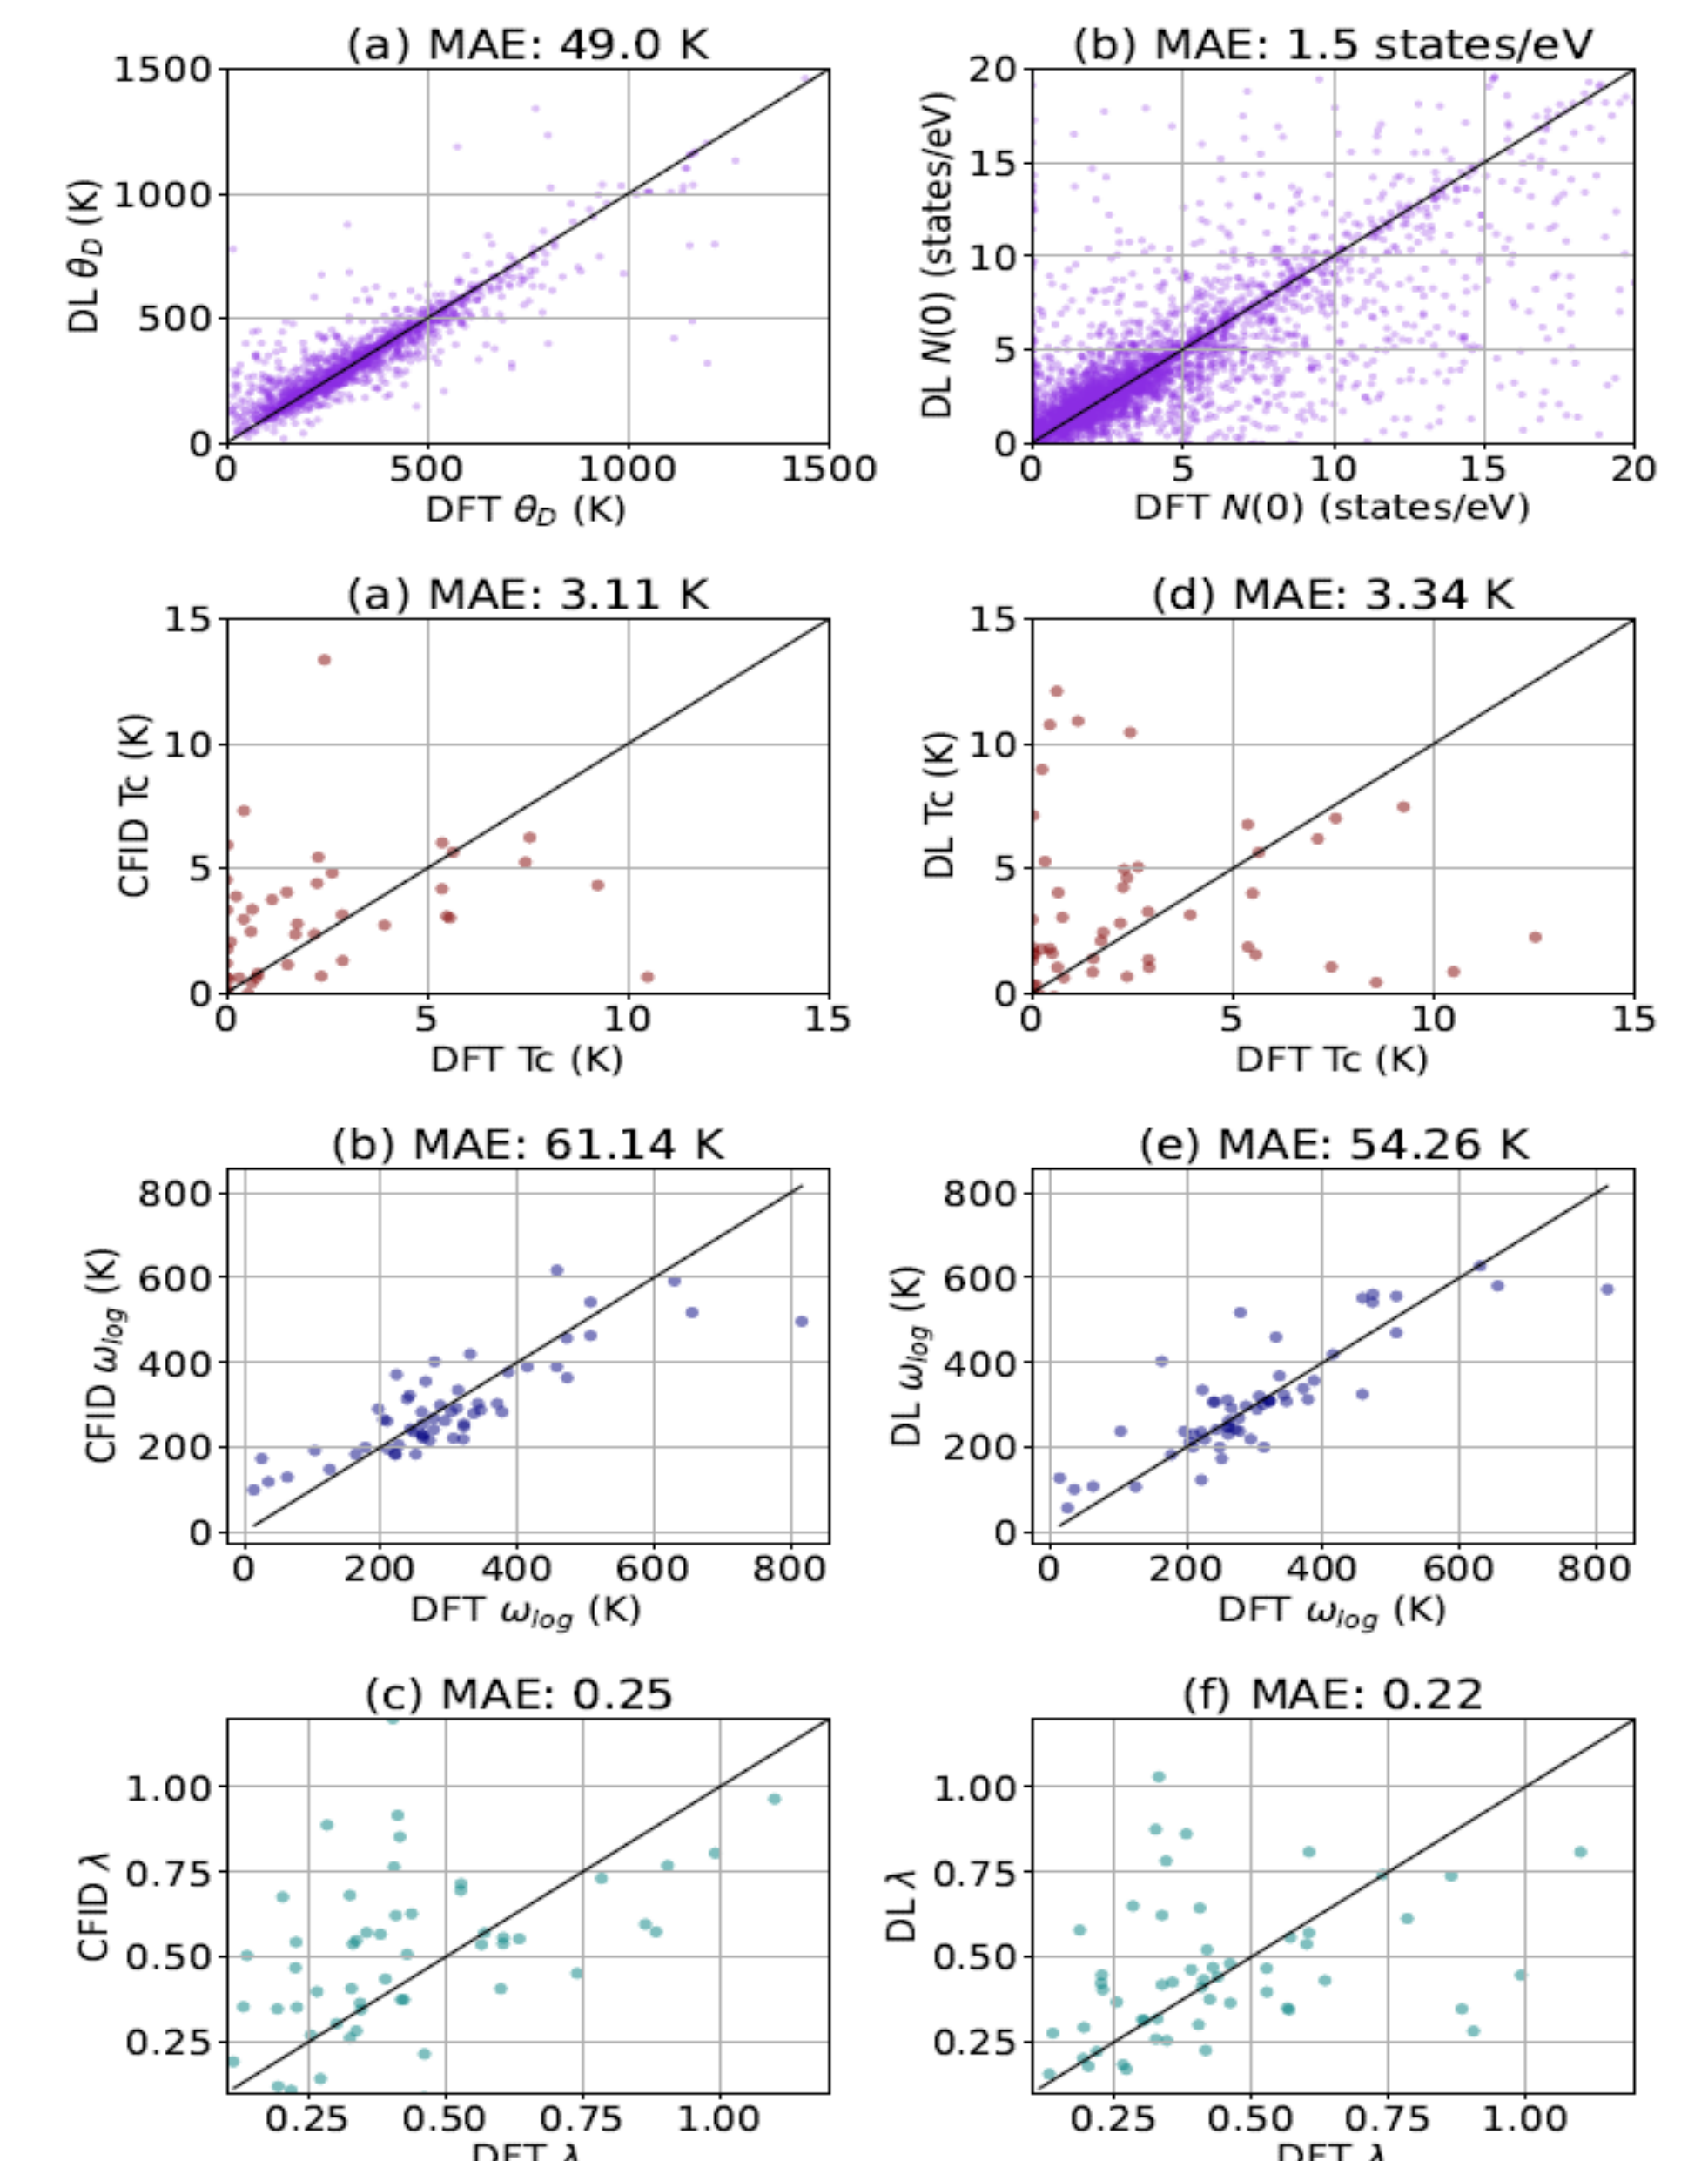 (a) MAE: 49.0 K
1500
1000
500
0
DL θD (K)
0 500 1000 1500
DFT θD (K)
(b) MAE: 1.5 states/eV
20
15
10
5
0
DL N(0) (states/eV)
0 5 10 15 20
DFT N(0) (states/eV)
(a) MAE: 3.11 K
15
10
5
0
CFID Tc (K)
0 5 10 15
DFT Tc (K)
(d) MAE: 3.34 K
15
10
5
0
DL Tc (K)
0 5 10 15
DFT Tc (K)
(b) MAE: 61.14 K
800
600
400
200
0
CFID ωlog (K)
0 200 400 600 800
DFT ωlog (K)
(e) MAE: 54.26 K
800
600
400
200
0
DL ωlog (K)
0 200 400 600 800
DFT ωlog (K)
(c) MAE: 0.25
1.00
0.75
0.50
0.25
CFID λ
0.25 0.50 0.75 1.00
DFT λ
(f) MAE: 0.22
1.00
0.75
0.50
0.25
DL λ
0.25 0.50 0.75 1.00
DFT λ